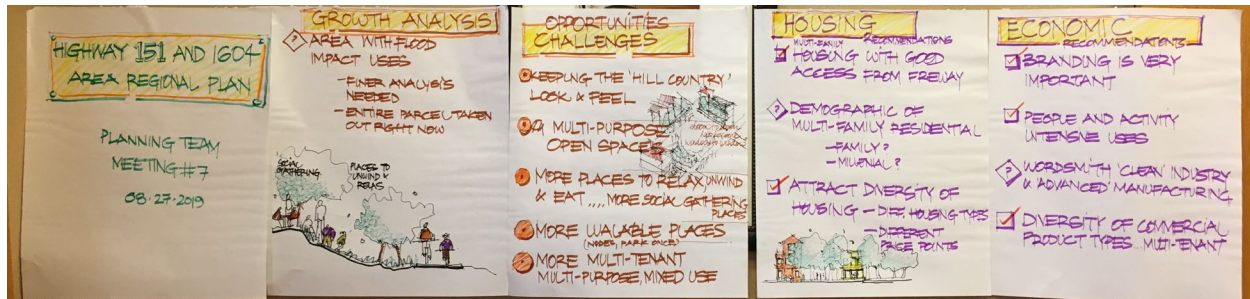 HIGHWAY 151 AND 1604
AREA REGIONAL PLAN
PLANNING TEAM
MEETING #7
08·27·2019
GROWTH ANALYSIS
? AREA WITH FLOOD
IMPACT USES
- FINER ANALYSIS
NEEDED
- ENTIRE PARCEL TAKEN
OUT RIGHT NOW
SOCIAL
GATHERING
PLACES TO
UNWIND &
RELAX
OPPORTUNITIES
CHALLENGES
KEEPING THE 'HILL COUNTRY'
LOOK & FEEL
MULTI-PURPOSE
OPEN SPACES
MORE PLACES TO RELAX UNWIND
& EAT .... MORE SOCIAL GATHERING
PLACES
MORE WALABLE PLACES
(NODES, PARK ONCE)
MORE MULTI-TENANT
MULTI-PURPOSE, MIXED USE
HOUSING
RECOMMENDATIONS
MULTI-FAMILY
HOUSING WITH GOOD
ACCESS FROM FREWAY
? DEMOGRAPHIC OF
MULTI-FAMILY RESIDENTIAL
- FAMILY?
- MILLENIAL?
ATTRACT DIVERSITY OF
HOUSING - DIFF. HOUSING TYPES
- DIFFERENT
PRICE POINTS
ECONOMIC
RECOMMENDATIONS
BRANDING IS VERY
IMPORTANT
PEOPLE AND ACTIVITY
INTENSIVE USES
? WORDSMITH 'CLEAN' INDUSTRY
& 'ADVANCED' MANUFACTURING
DIVERSITY OF COMMERCIAL
PRODUCT TYPES... MULTI-TENANT